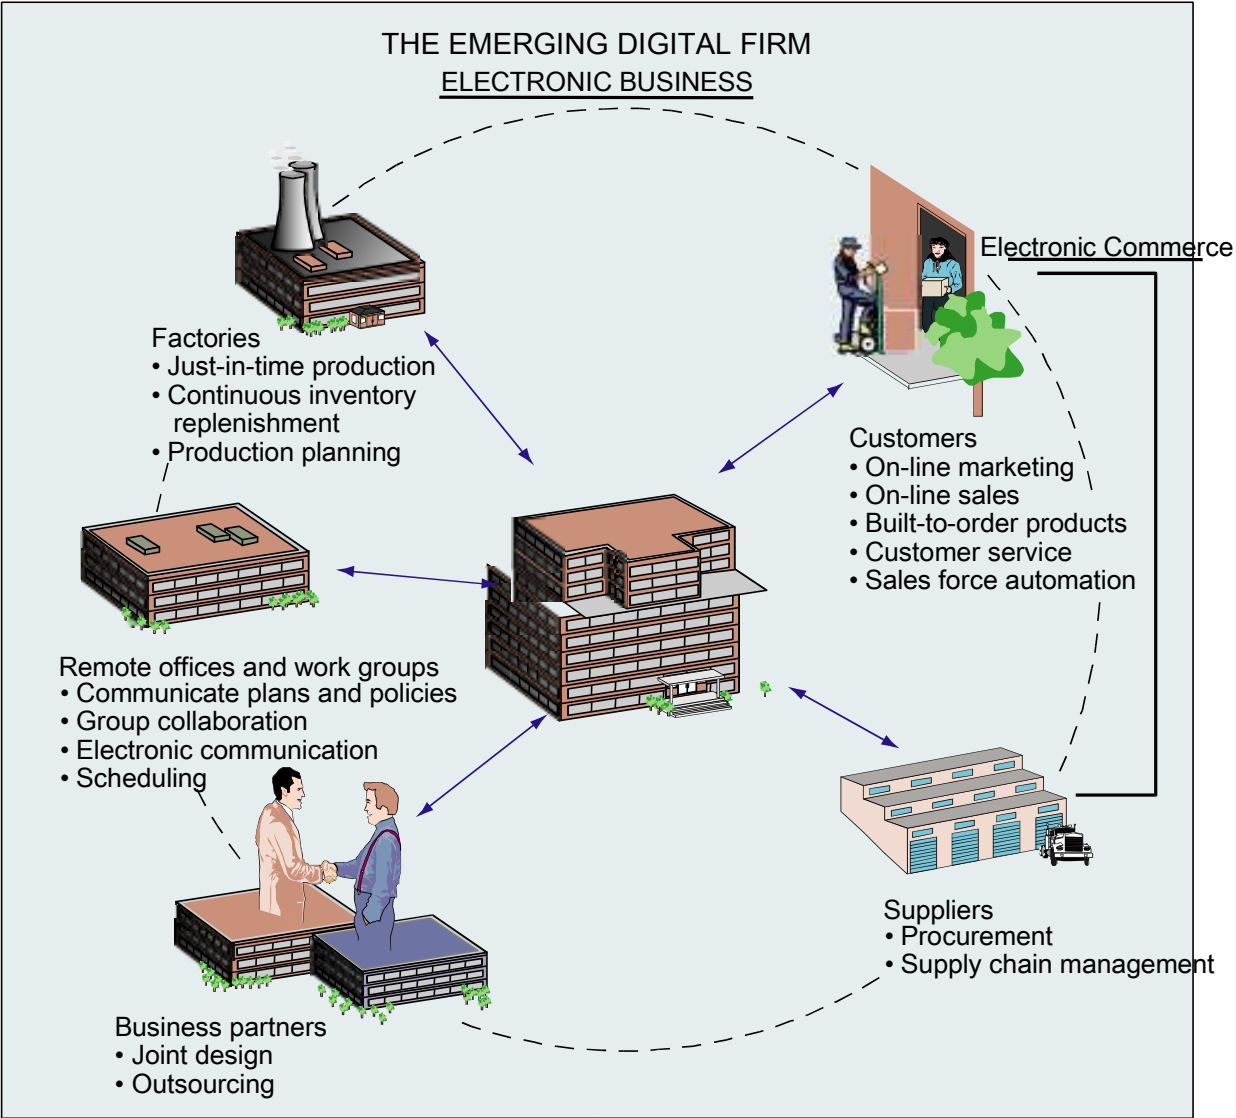 THE EMERGING DIGITAL FIRM
ELECTRONIC BUSINESS
Electronic Commerce
Factories
• Just-in-time production
• Continuous inventory
replenishment
• Production planning
Customers
• On-line marketing
• On-line sales
• Built-to-order products
• Customer service
• Sales force automation
Remote offices and work groups
• Communicate plans and policies
• Group collaboration
• Electronic communication
• Scheduling
Suppliers
• Procurement
• Supply chain management
Business partners
• Joint design
• Outsourcing